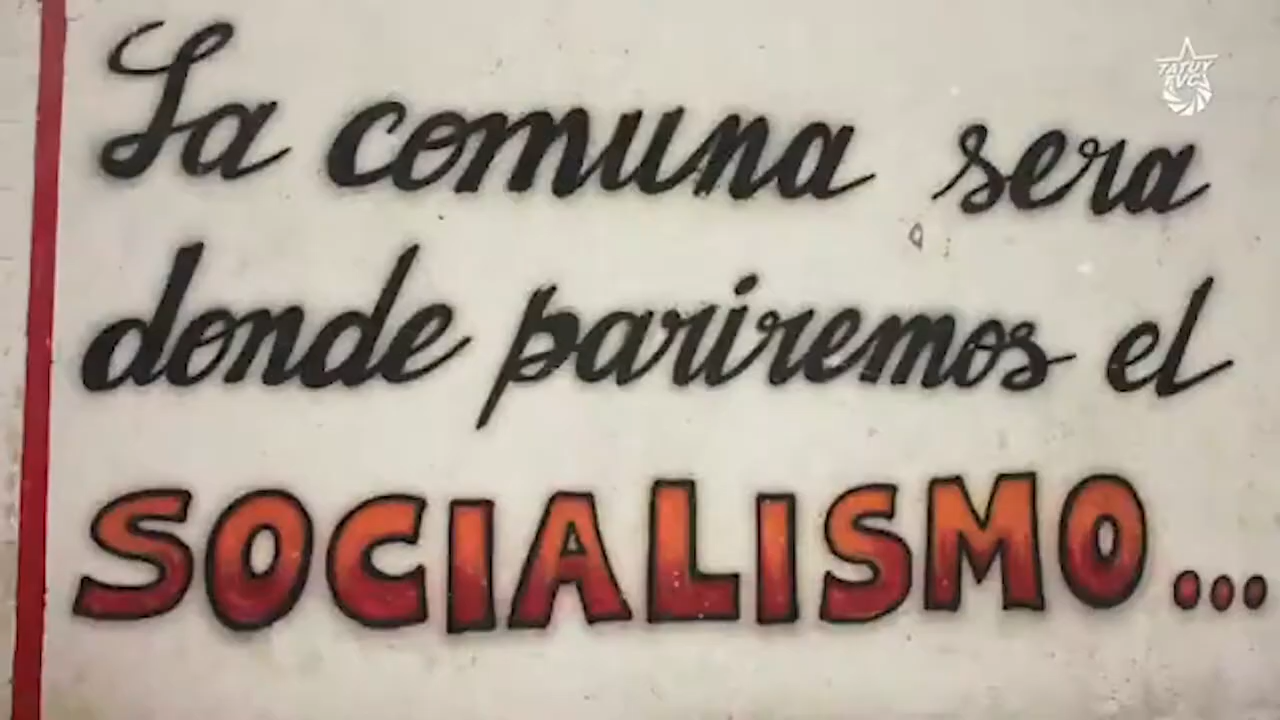 La comuna sera
donde pariremos el
SOCIALISMO...
TATUY
TVC